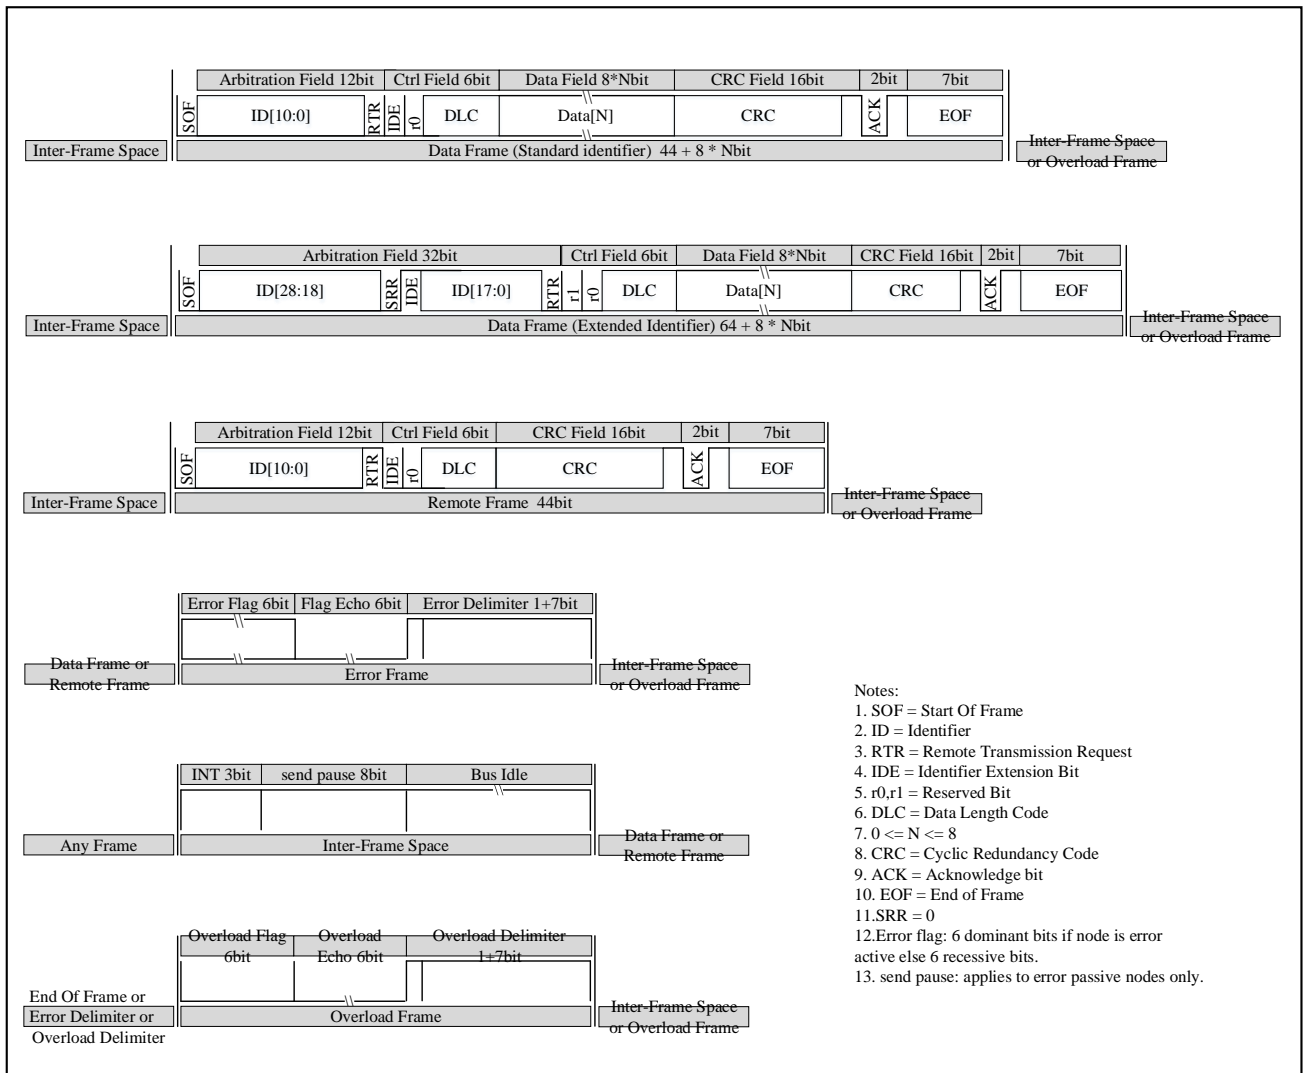 Arbitration Field 12bit Ctrl Field 6bit Data Field 8*Nbit CRC Field 16bit 2bit 7bit
SOF ID[10:0] RTR IDE r0 DLC Data[N] CRC ACK EOF
Inter-Frame Space Data Frame (Standard identifier) 44 + 8 * Nbit Inter-Frame Space
or Overload Frame
Arbitration Field 32bit Ctrl Field 6bit Data Field 8*Nbit CRC Field 16bit 2bit 7bit
SOF ID[28:18] SRR IDE ID[17:0] RTR r1 r0 DLC Data[N] CRC ACK EOF
Inter-Frame Space Data Frame (Extended Identifier) 64 + 8 * Nbit Inter-Frame Space
or Overload Frame
Arbitration Field 12bit Ctrl Field 6bit CRC Field 16bit 2bit 7bit
SOF ID[10:0] RTR IDE r0 DLC CRC ACK EOF
Inter-Frame Space Remote Frame 44bit Inter-Frame Space
or Overload Frame
Error Flag 6bit Flag Echo 6bit Error Delimiter 1+7bit
Data Frame or
Remote Frame Error Frame Inter-Frame Space
or Overload Frame
INT 3bit send pause 8bit Bus Idle
Any Frame Inter-Frame Space Data Frame or
Remote Frame
Overload Flag
6bit Overload
Echo 6bit Overload Delimiter
1+7bit
End Of Frame or
Error Delimiter or
Overload Delimiter Overload Frame Inter-Frame Space
or Overload Frame
Notes:
1. SOF = Start Of Frame
2. ID = Identifier
3. RTR = Remote Transmission Request
4. IDE = Identifier Extension Bit
5. r0,r1 = Reserved Bit
6. DLC = Data Length Code
7. 0 <= N <= 8
8. CRC = Cyclic Redundancy Code
9. ACK = Acknowledge bit
10. EOF = End of Frame
11.SRR = 0
12.Error flag: 6 dominant bits if node is error
active else 6 recessive bits.
13. send pause: applies to error passive nodes only.